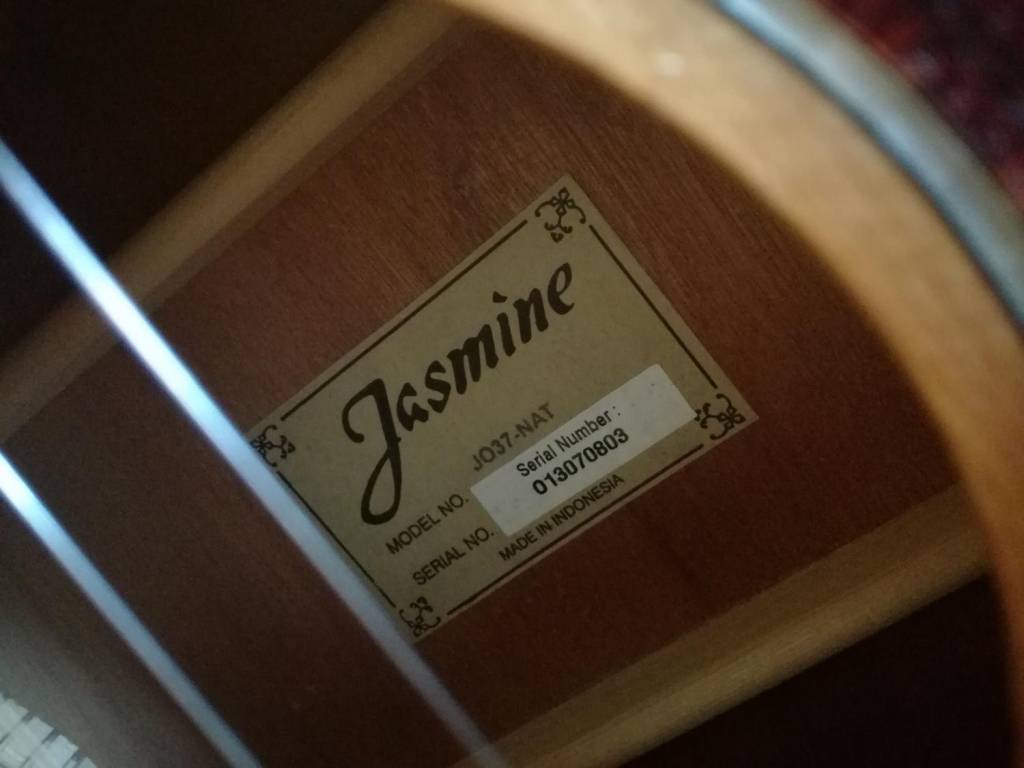 Jasmine
MODEL NO. JO37-NAT
SERIAL NO. Serial Number :
013070803
MADE IN INDONESIA